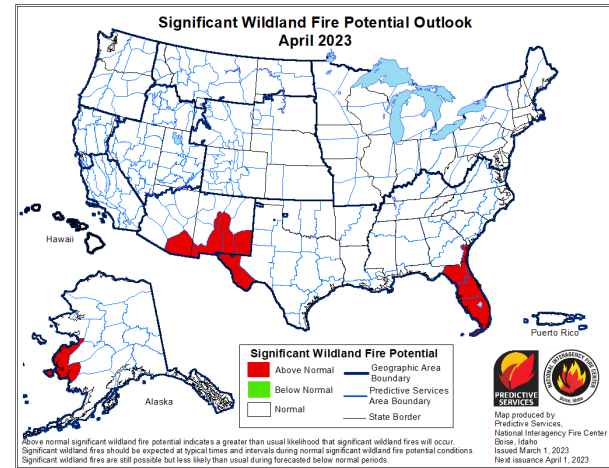 Significant Wildland Fire Potential Outlook
April 2023
Hawaii
Puerto Rico
Alaska
Significant Wildland Fire Potential
Above Normal
Below Normal
Normal
Geographic Area
Boundary
Predictive Services
Area Boundary
State Border
PREDICTIVE
SERVICES
NATIONAL INTERAGENCY FIRE CENTER
Boise, Idaho
Map produced by
Predictive Services,
National Interagency Fire Center
Boise, Idaho
Issued March 1, 2023
Next issuance April 1, 2023
Above normal significant wildland fire potential indicates a greater than usual likelihood that significant wildland fires will occur.
Significant wildland fires should be expected at typical times and intervals during normal significant wildland fire potential conditions.
Significant wildland fires are still possible but less likely than usual during forecasted below normal periods.